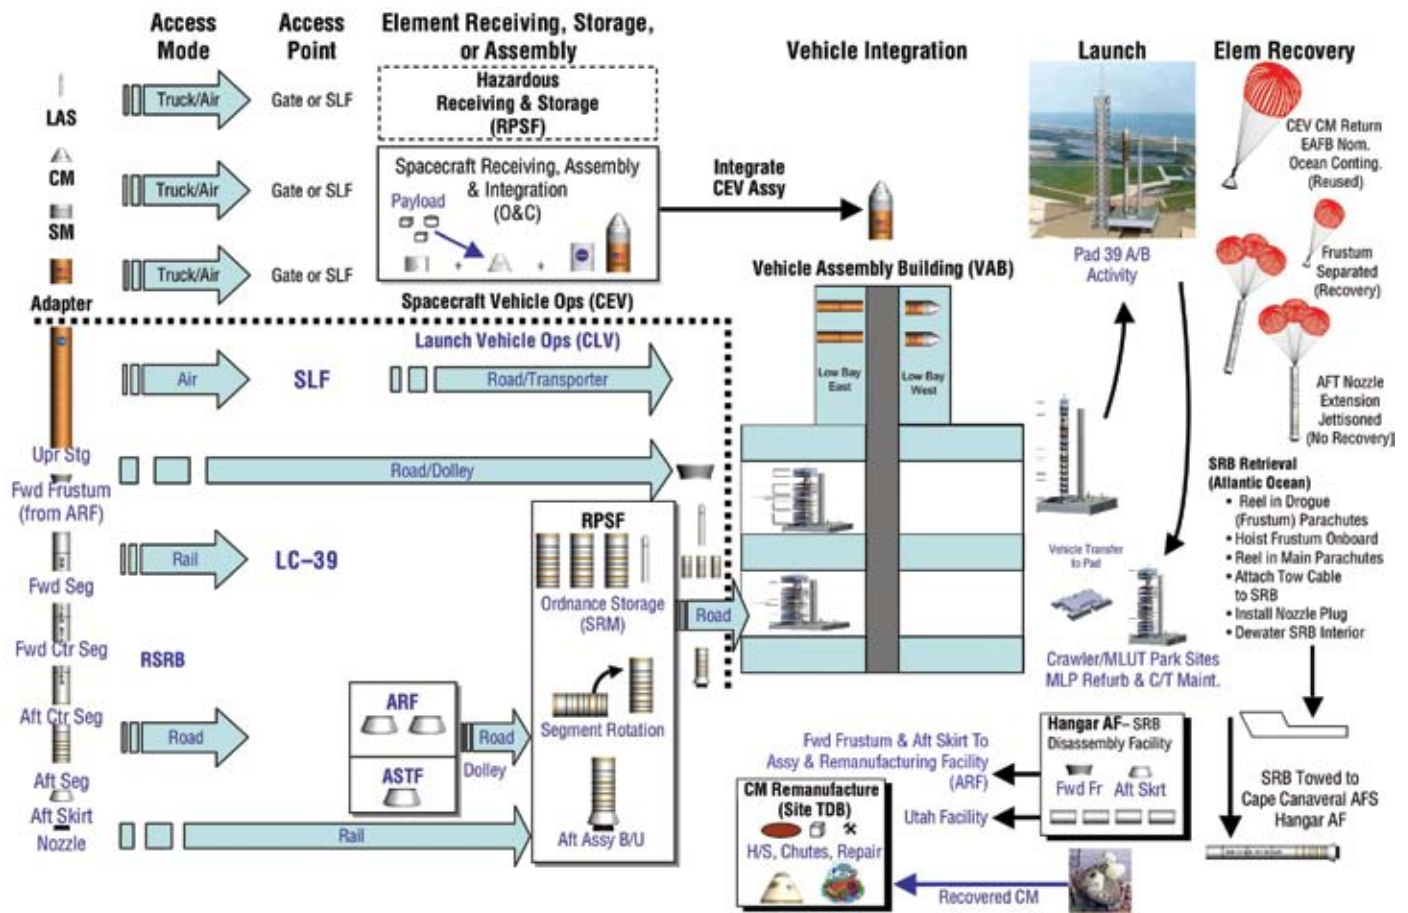 Access
Mode
Access
Point
Element Receiving, Storage,
or Assembly
Vehicle Integration
Launch
Elem Recovery
LAS
Truck/Air
Gate or SLF
Hazardous
Receiving & Storage
(RPSF)
CM
SM
Truck/Air
Gate or SLF
Spacecraft Receiving, Assembly
& Integration
(O&C)
Payload
+
+
Integrate
CEV Assy
Adapter
Truck/Air
Gate or SLF
Spacecraft Vehicle Ops (CEV)
Launch Vehicle Ops (CLV)
Upr Stg
Air
SLF
Road/Transporter
Fwd Frustum
(from ARF)
Road/Dolley
Fwd Seg
Rail
LC–39
Fwd Ctr Seg
RSRB
Aft Ctr Seg
Road
Aft Seg
Aft Skirt
Nozzle
Rail
ARF
ASTF
Road
Dolley
RPSF
Ordnance Storage
(SRM)
Segment Rotation
Aft Assy B/U
Road
Vehicle Assembly Building (VAB)
Low Bay
East
Low Bay
West
Pad 39 A/B
Activity
Vehicle Transfer
to Pad
Crawler/MLUT Park Sites
MLP Refurb & C/T Maint.
CEV CM Return
EAFB Nom.
Ocean Conting.
(Reused)
Frustum
Separated
(Recovery)
AFT Nozzle
Extension
Jettisoned
(No Recovery)
SRB Retrieval
(Atlantic Ocean)
• Reel in Drogue
(Frustum) Parachutes
• Hoist Frustum Onboard
• Reel in Main Parachutes
• Attach Tow Cable
to SRB
• Install Nozzle Plug
• Dewater SRB Interior
SRB Towed to
Cape Canaveral AFS
Hangar AF
Hangar AF– SRB
Disassembly Facility
Fwd Fr
Aft Skrt
Fwd Frustum & Aft Skirt To
Assy & Remanufacturing Facility
(ARF)
Utah Facility
CM Remanufacture
(Site TDB)
H/S, Chutes, Repair
Recovered CM